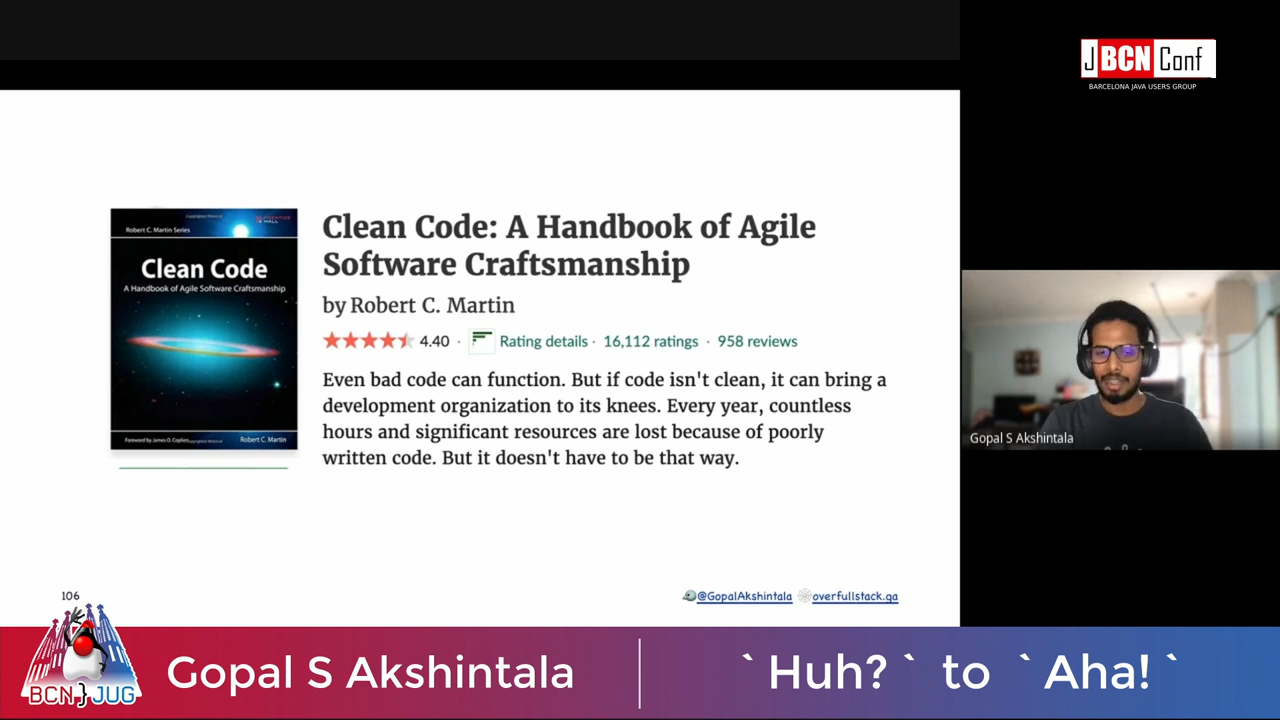 J BCN Conf
BARCELONA JAVA USERS GROUP
Robert C. Martin Series
PRENTICE
HALL
Clean Code
A Handbook of Agile Software Craftsmanship
Foreword by James O. Coplien
Robert C. Martin
Clean Code: A Handbook of Agile
Software Craftsmanship
by Robert C. Martin
4.40 · Rating details · 16,112 ratings · 958 reviews
Even bad code can function. But if code isn't clean, it can bring a
development organization to its knees. Every year, countless
hours and significant resources are lost because of poorly
written code. But it doesn't have to be that way.
Gopal S Akshintala
106
@GopalAkshintala overfullstack.ga
BCN}JUG
Gopal S Akshintala
`Huh?` to `Aha!`